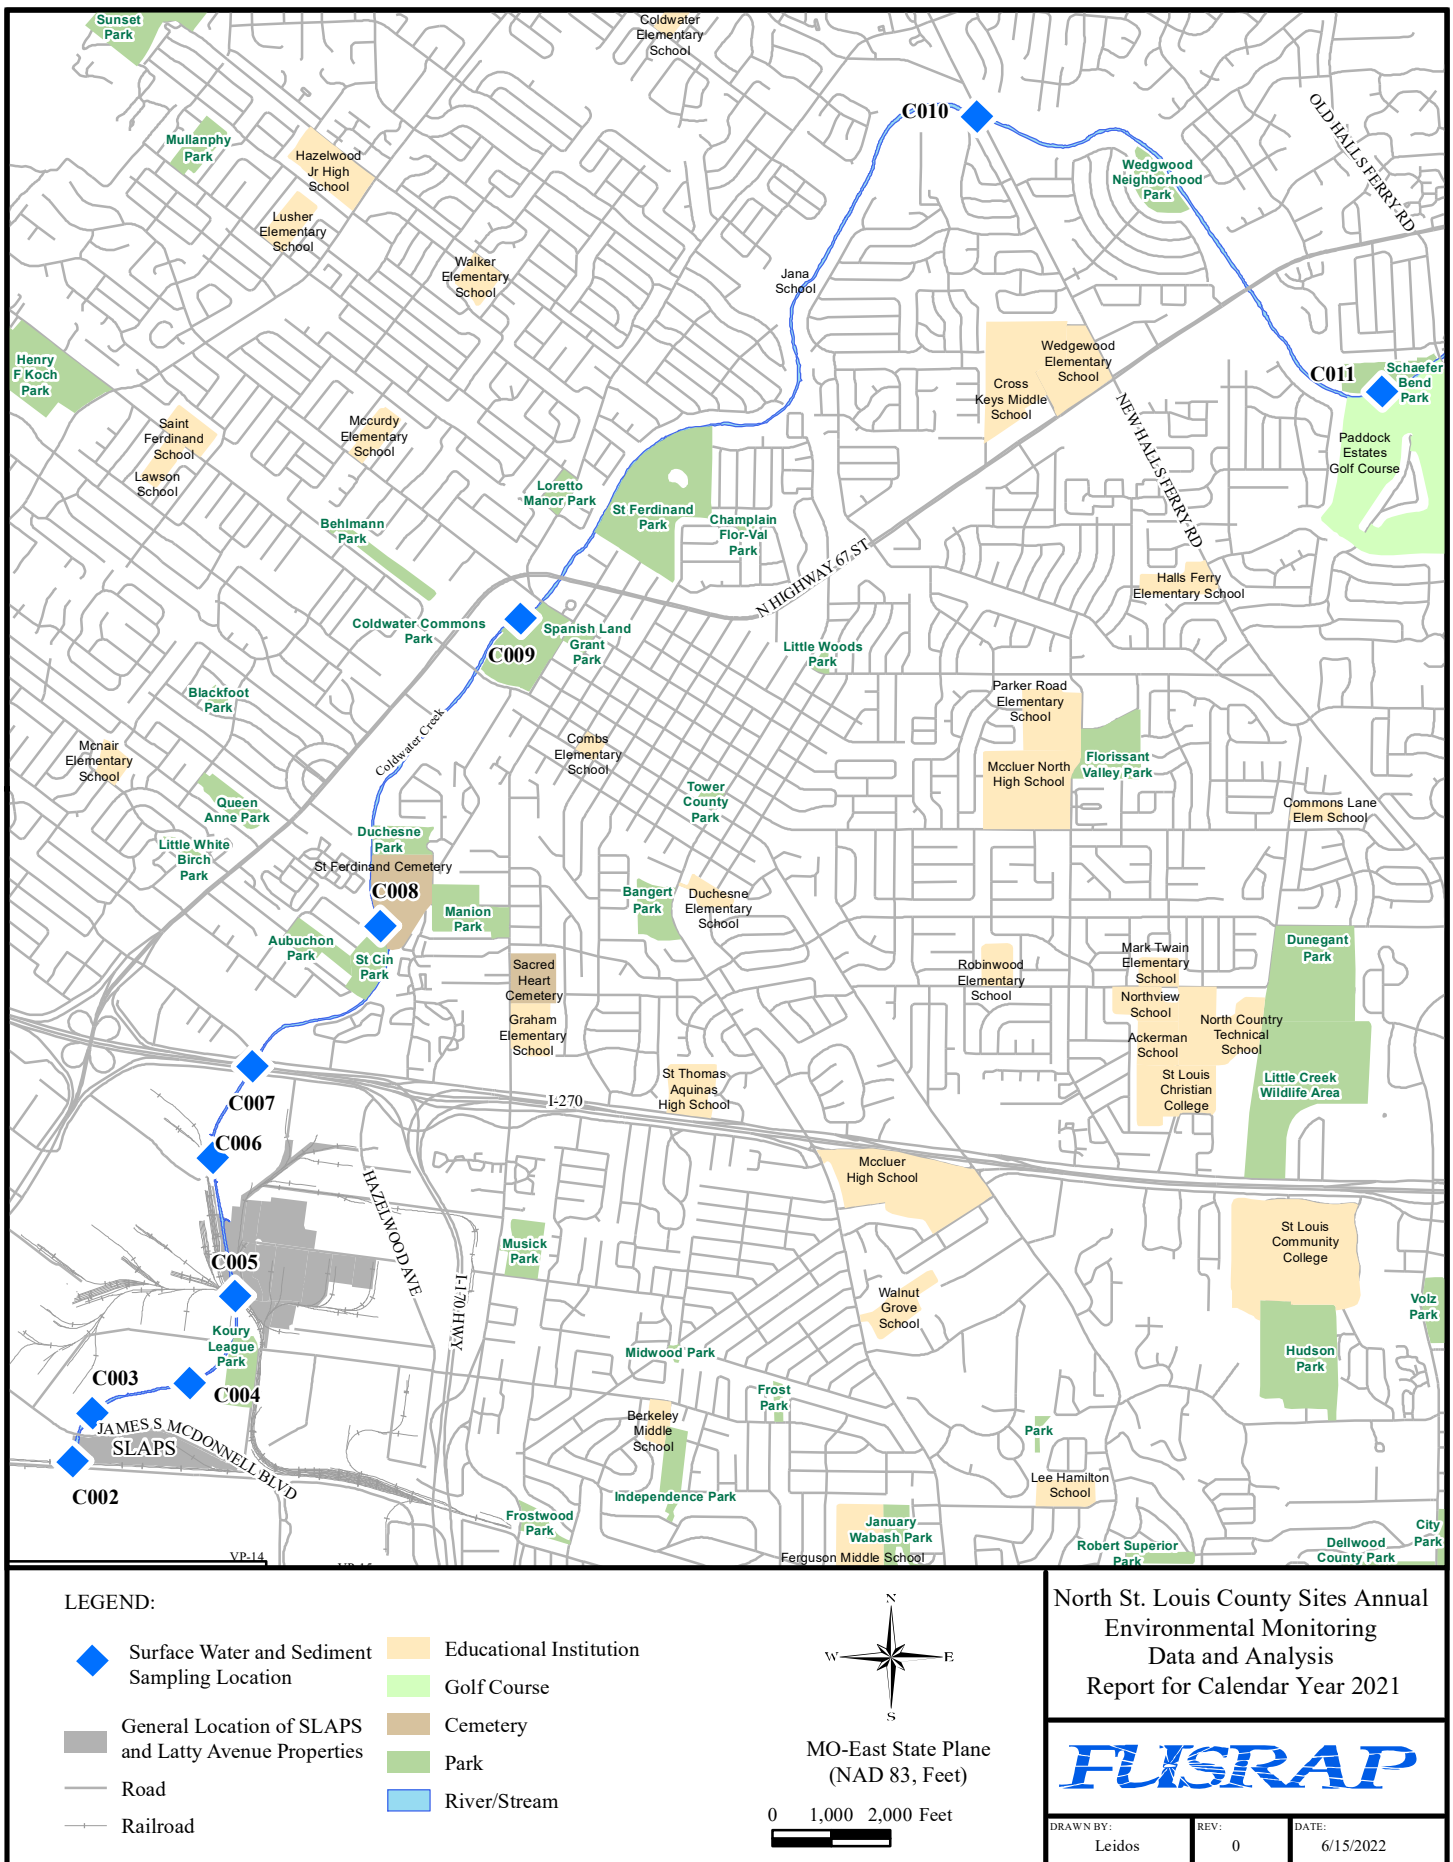 Sunset
Park
Coldwater
Elementary
School
C010
OLD HALLS FERRY RD
Mullanphy
Park
Hazelwood
Jr High
School
Wedgwood
Neighborhood
Park
Lusher
Elementary
School
Walker
Elementary
School
Jana
School
Henry
F Koch
Park
Wedgewood
Elementary
School
Cross
Keys Middle
School
C011
Schaefer
Bend
Park
Saint
Ferdinand
School
Mccurdy
Elementary
School
NEW HALLS FERRY RD
Paddock
Estates
Golf Course
Lawson
School
Loretto
Manor Park
St Ferdinand
Park
Champlain
Flor-Val
Park
Behlmann
Park
N HIGHWAY 67 ST
Halls Ferry
Elementary School
Coldwater Commons
Park
C009
Spanish Land
Grant
Park
Little Woods
Park
Blackfoot
Park
Parker Road
Elementary
School
Coldwater Creek
Mcnair
Elementary
School
Combs
Elementary
School
Mccluer North
High School
Florissant
Valley Park
Queen
Anne Park
Tower
County
Park
Commons Lane
Elem School
Little White
Birch
Park
Duchesne
Park
St Ferdinand Cemetery
C008
Manion
Park
Bangert
Park
Duchesne
Elementary
School
Aubuchon
Park
St Cin
Park
Sacred
Heart
Cemetery
Robinwood
Elementary
School
Mark Twain
Elementary
School
Dunegant
Park
Northview
School
Graham
Elementary
School
Ackerman
School
North Country
Technical
School
C007
I-270
St Thomas
Aquinas
High School
St Louis
Christian
College
Little Creek
Wildlife Area
C006
Mccluer
High School
HAZELWOOD AVE
Musick
Park
St Louis
Community
College
C005
I-170 HWY
Walnut
Grove
School
Volz
Park
Koury
League
Park
Midwood Park
Hudson
Park
C003
C004
Frost
Park
Berkeley
Middle
School
Park
JAMES S MCDONNELL BLVD
SLAPS
C002
Lee Hamilton
School
Independence Park
Frostwood
Park
January
Wabash Park
Ferguson Middle School
Robert Superior
Park
Dellwood
County Park
City
Park
VP-14
LEGEND:
Surface Water and Sediment
Sampling Location
General Location of SLAPS
and Latty Avenue Properties
Road
Railroad
Educational Institution
Golf Course
Cemetery
Park
River/Stream
N
W E
S
MO-East State Plane
(NAD 83, Feet)
0 1,000 2,000 Feet
North St. Louis County Sites Annual
Environmental Monitoring
Data and Analysis
Report for Calendar Year 2021
FUSRAP
DRAWN BY:
Leidos
REV:
0
DATE:
6/15/2022